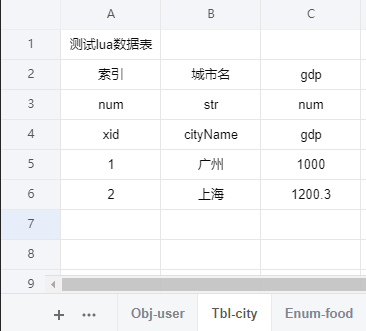 A B C
1 测试lua数据表
2 索引 城市名 gdp
3 num str num
4 xid cityName gdp
5 1 广州 1000
6 2 上海 1200.3
7
8
9
+ ••• Obj-user Tbl-city Enum-food